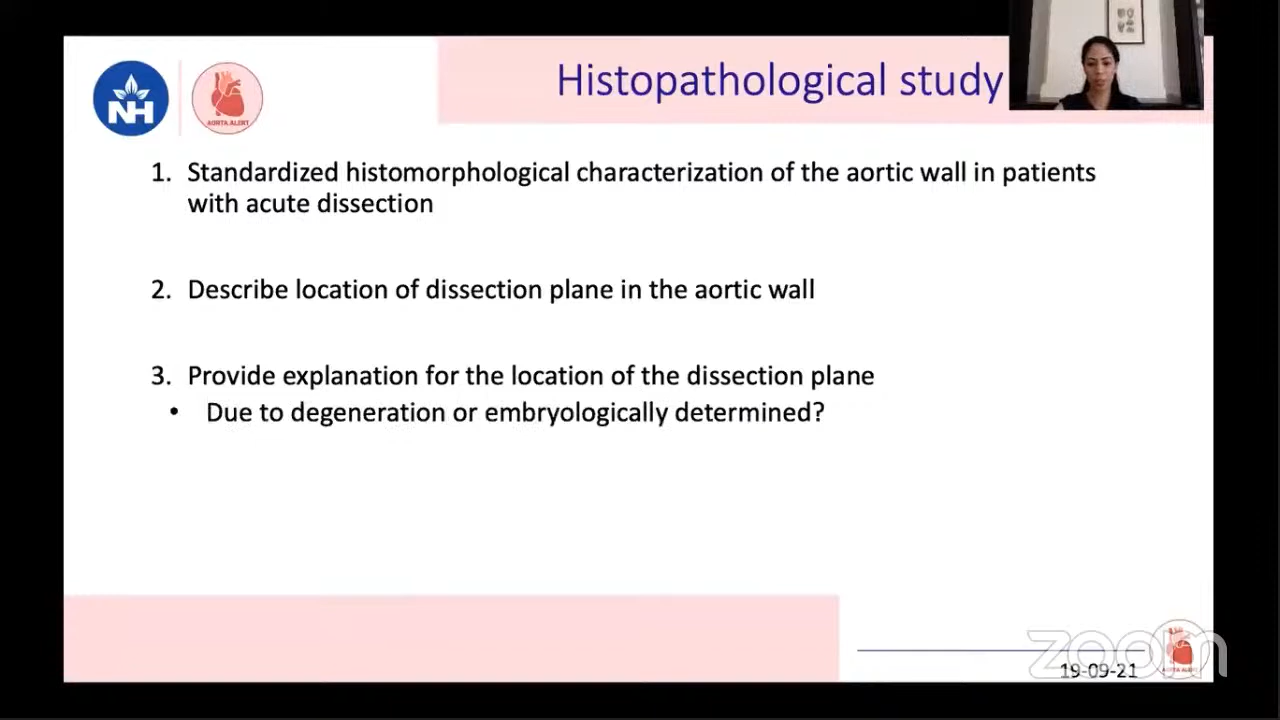 Histopathological study
NH
AORTA ALERT
1. Standardized histomorphological characterization of the aortic wall in patients
with acute dissection
2. Describe location of dissection plane in the aortic wall
3. Provide explanation for the location of the dissection plane
• Due to degeneration or embryologically determined?
zoom
AORTA ALERT
19-09-21